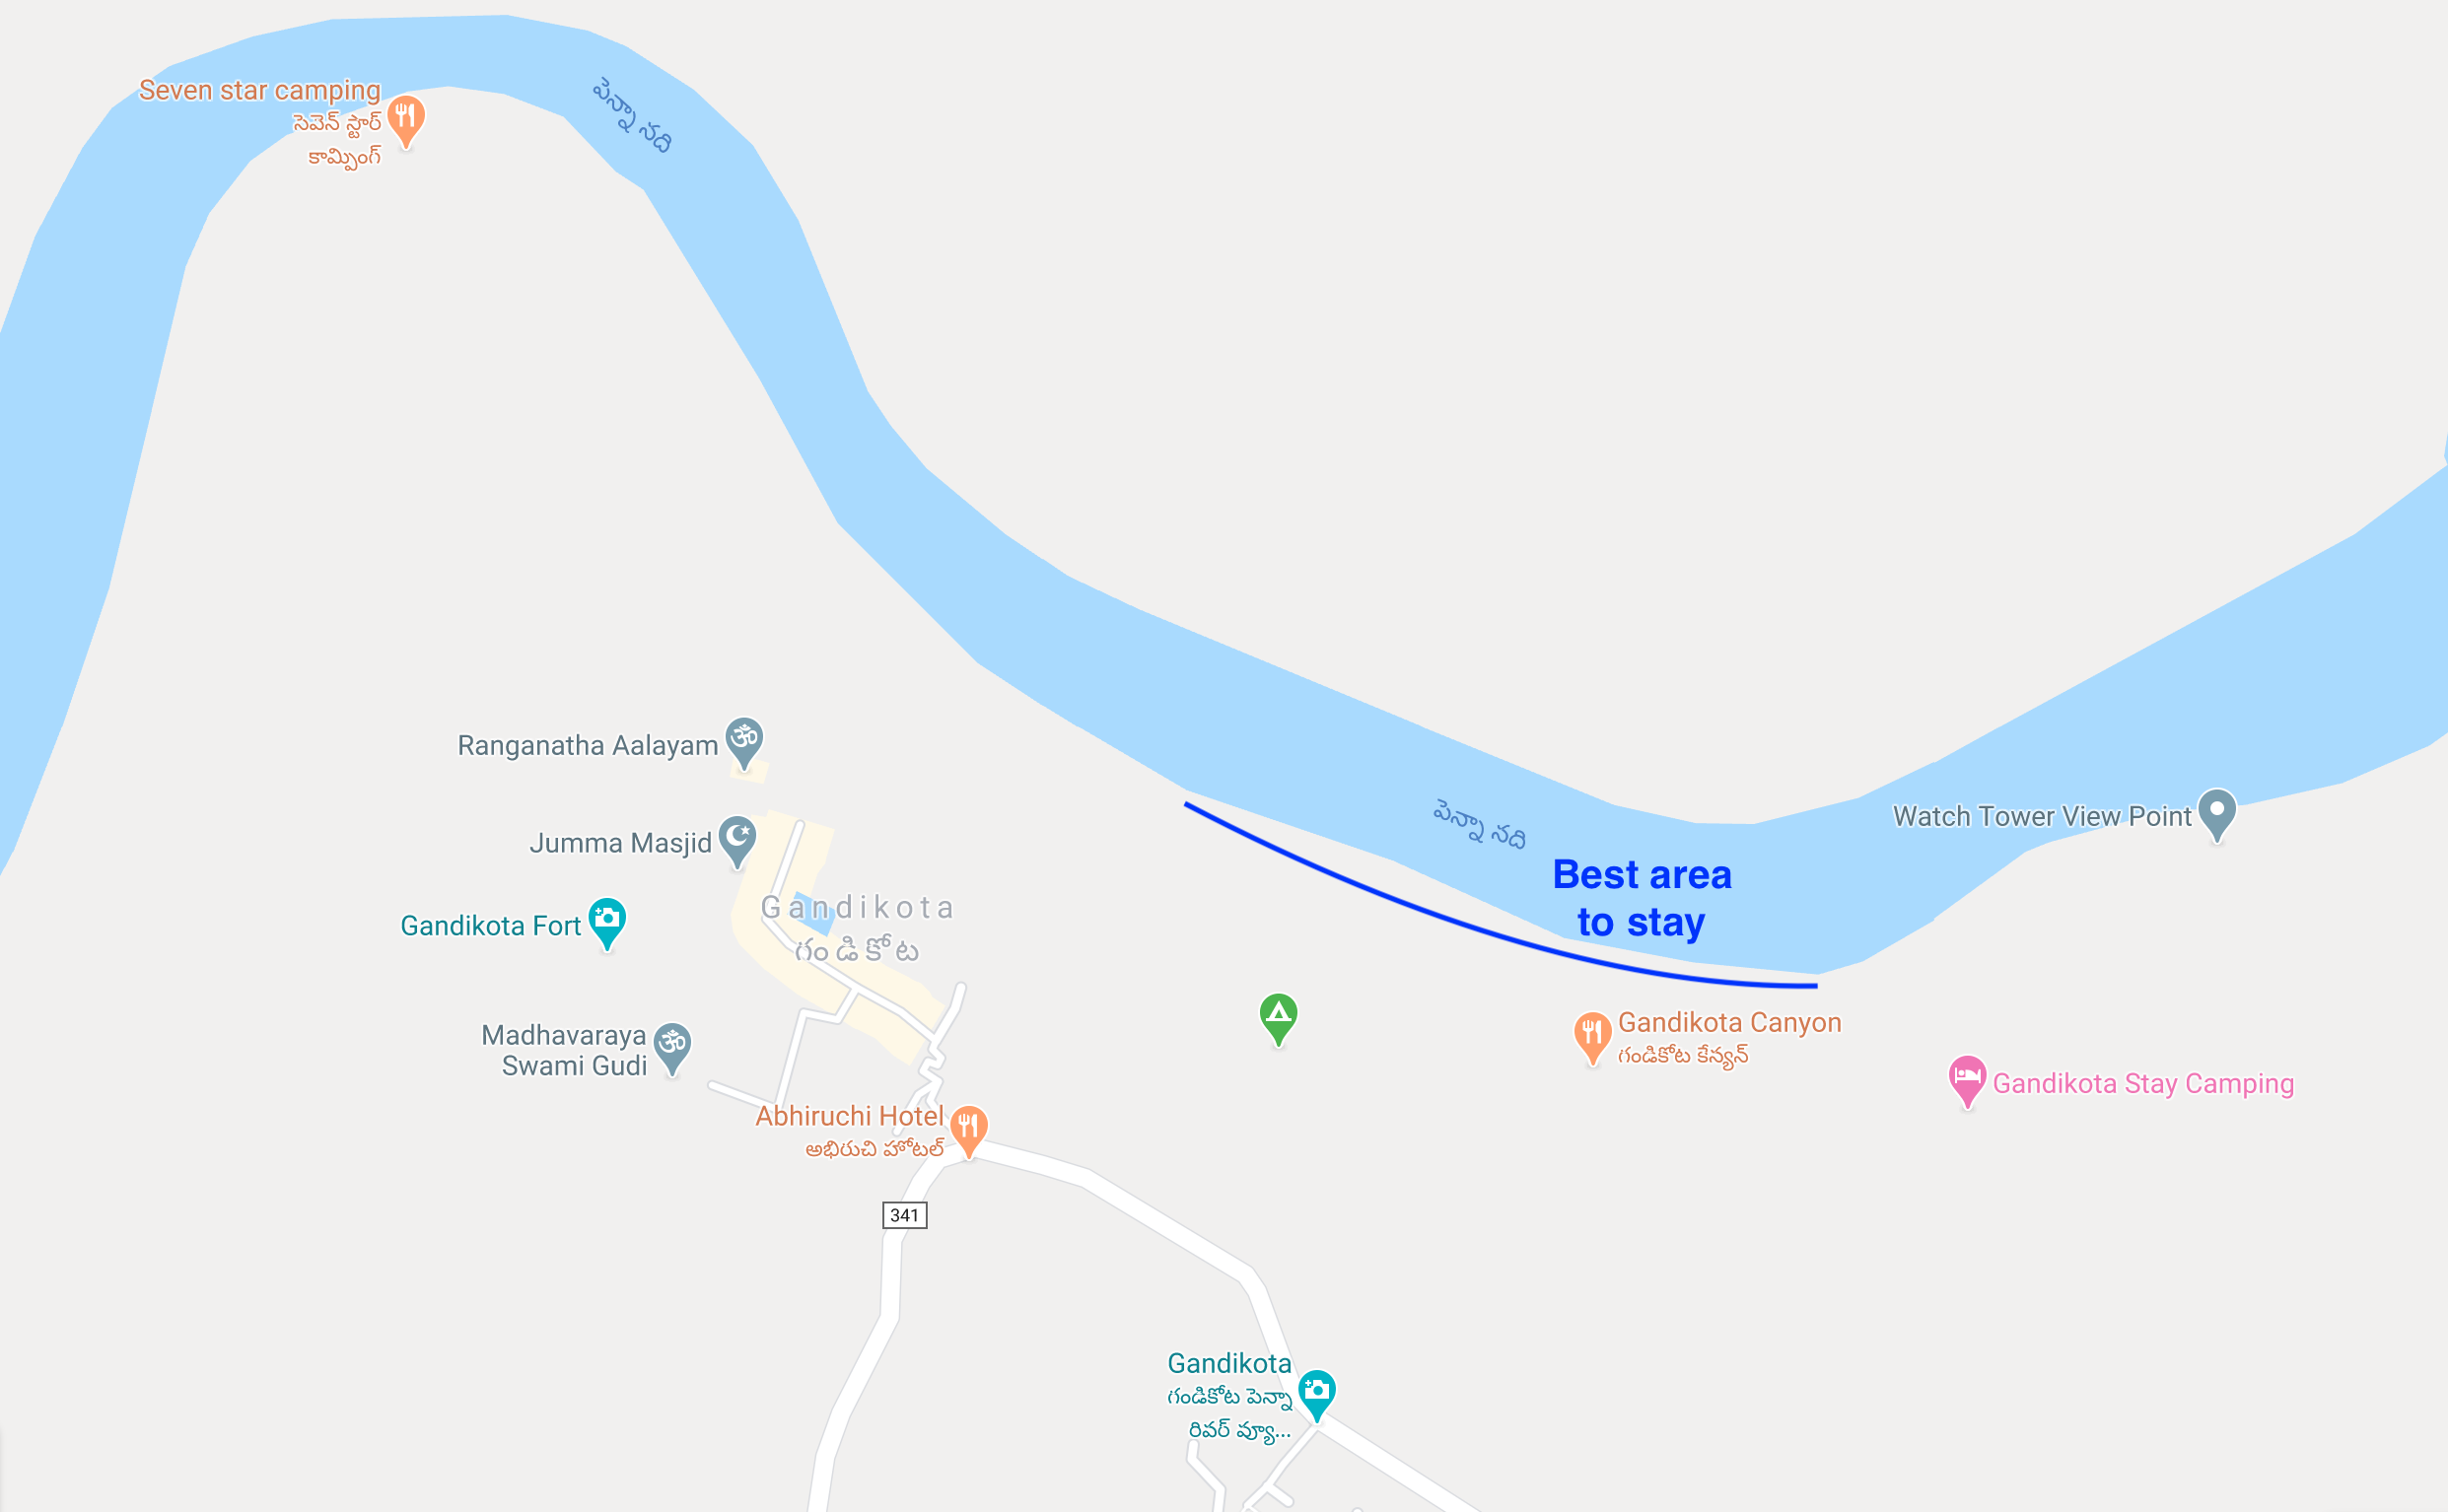 Seven star camping
సెవెన్ స్టార్
కామ్పింగ్
పెన్నా నది
Ranganatha Aalayam
Jumma Masjid
Gandikota Fort
Gandikota
గండికోట
Madhavaraya
Swami Gudi
Abhiruchi Hotel
అభిరుచి హోటల్
341
పెన్నా నది
Best area
to stay
Watch Tower View Point
Gandikota Canyon
గండికోట కేన్యన్
Gandikota Stay Camping
Gandikota
గండికోట పెన్నా
రివర్ వ్యూ...